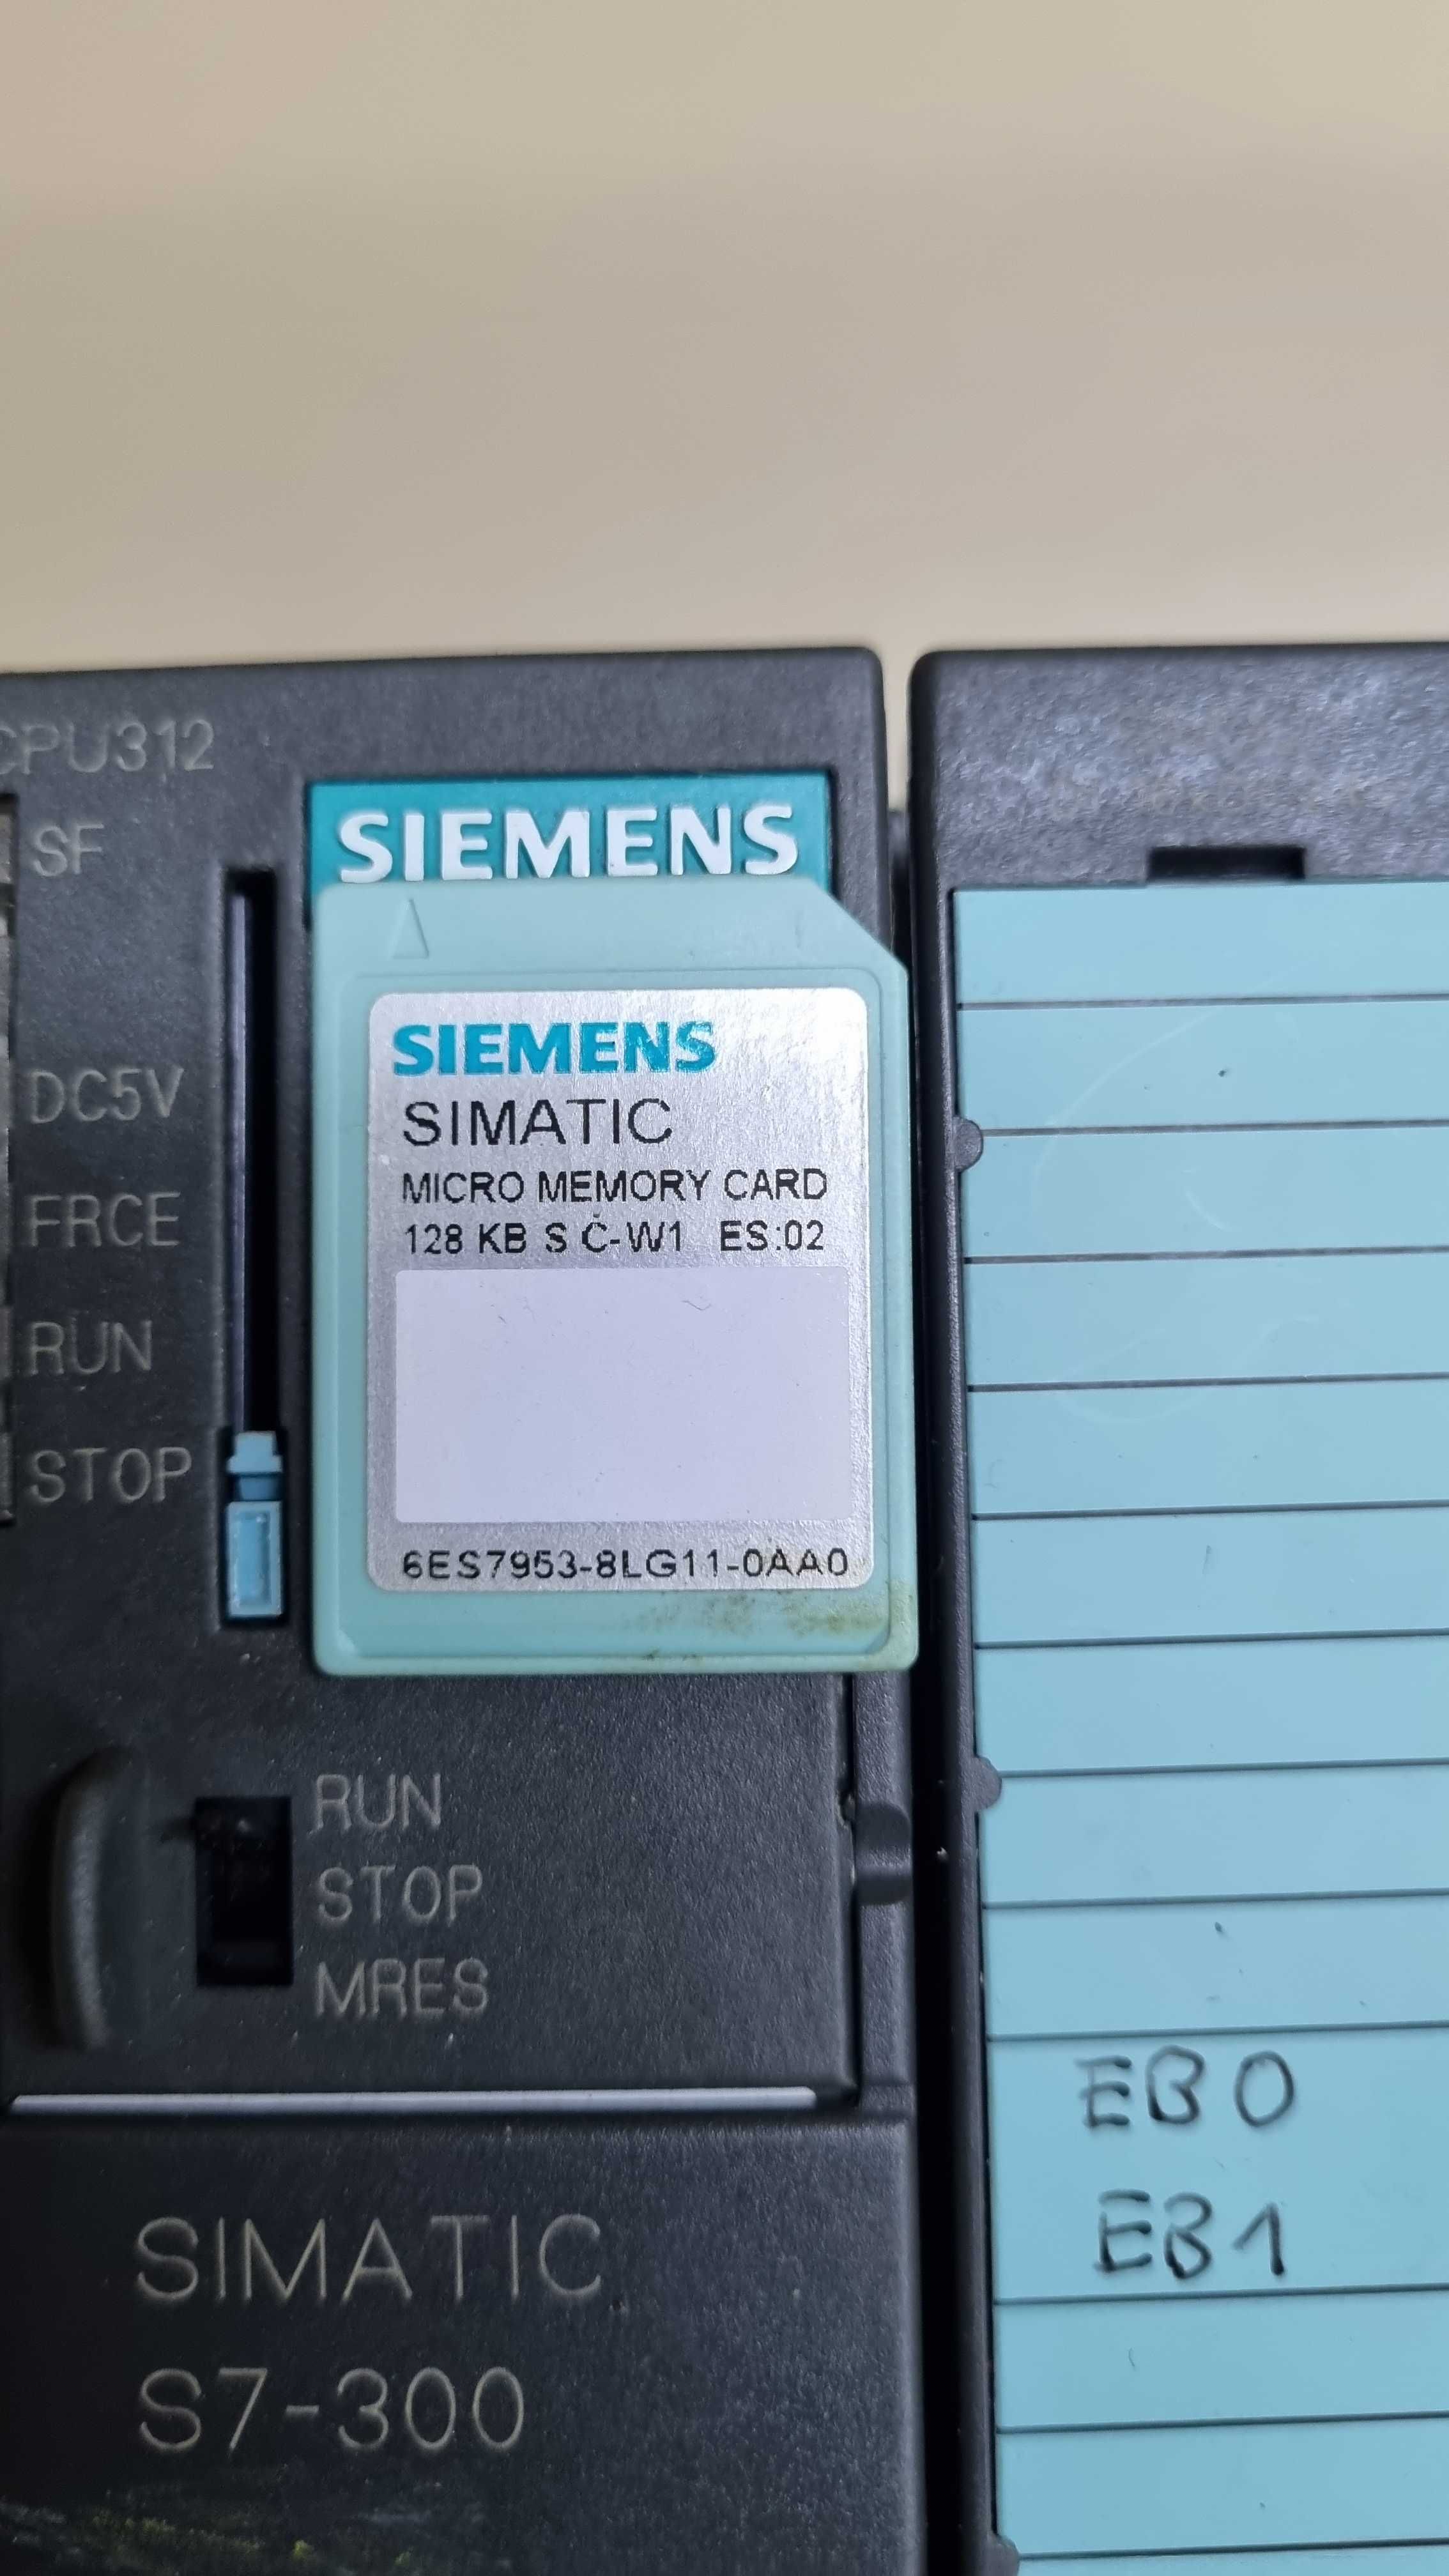 CPU312
SF
DC5V
FRCE
RUN
STOP
SIEMENS
SIEMENS
SIMATIC
MICRO MEMORY CARD
128 KB S C-W1 ES:02
6ES7953-8LG11-0AA0
RUN
STOP
MRES
SIMATIC
S7-300
EB0
EB1